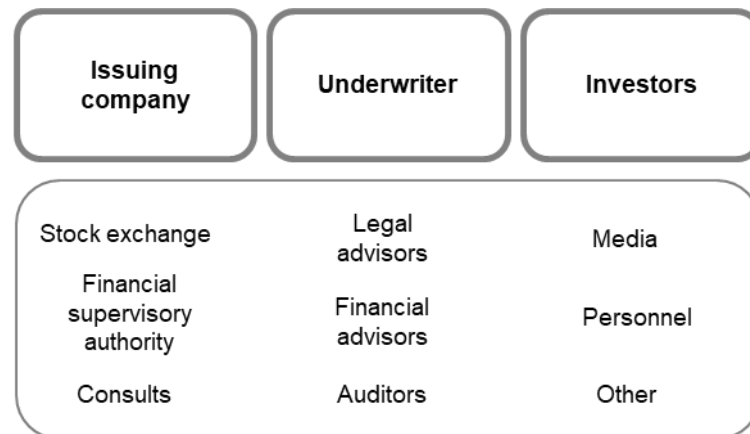 Issuing
company
Underwriter
Investors
Stock exchange
Legal
advisors
Media
Financial
supervisory
authority
Financial
advisors
Personnel
Consults
Auditors
Other